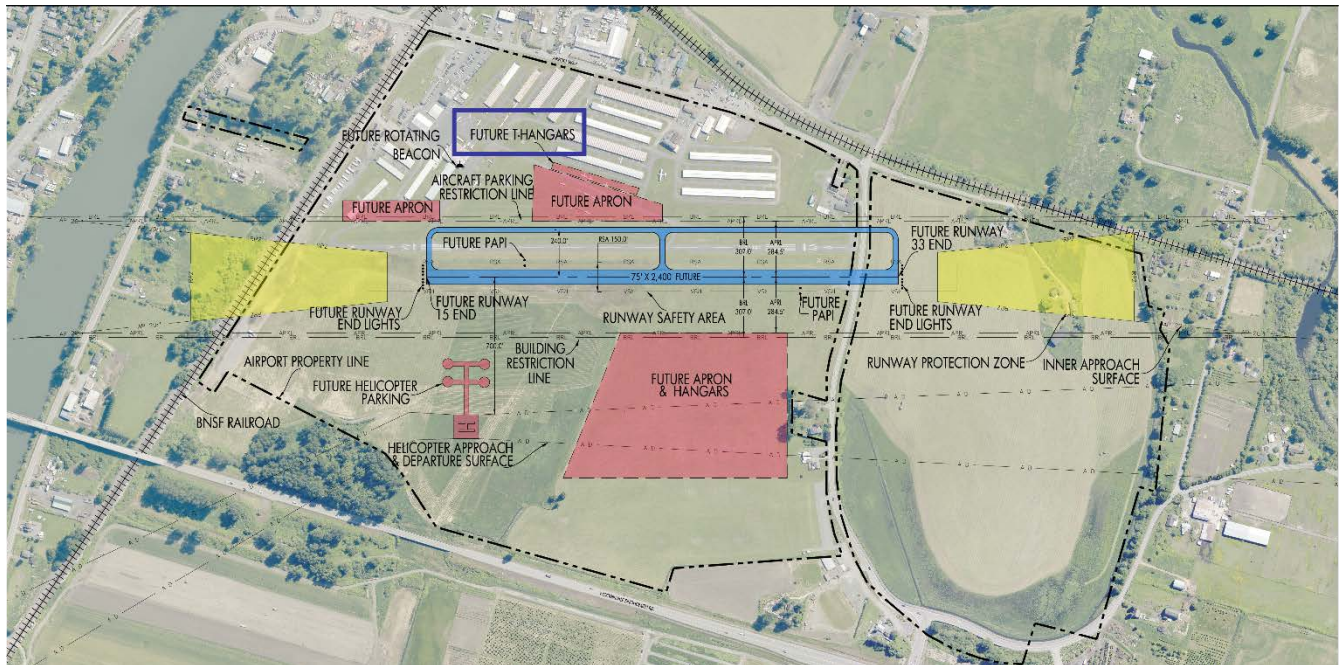 FUTURE ROTATING
BEACON
FUTURE T-HANGARS
AIRCRAFT PARKING
RESTRICTION LINE
FUTURE APRON
FUTURE APRON
BRL
APRL
FUTURE PAPI
240.0'
RSA 150.0'
BRL
307.0'
APRL
284.5'
FUTURE RUNWAY
33 END
RSA
75' X 2,400' FUTURE
FUTURE RUNWAY
END LIGHTS
FUTURE RUNWAY
15 END
RUNWAY SAFETY AREA
BRL
307.0'
APRL
284.5'
FUTURE
PAPI
FUTURE RUNWAY
END LIGHTS
700.0'
BUILDING
RESTRICTION
LINE
RUNWAY PROTECTION ZONE
INNER APPROACH
SURFACE
AIRPORT PROPERTY LINE
FUTURE HELICOPTER
PARKING
FUTURE APRON
& HANGARS
BNSF RAILROAD
H
HELICOPTER APPROACH
& DEPARTURE SURFACE
A D